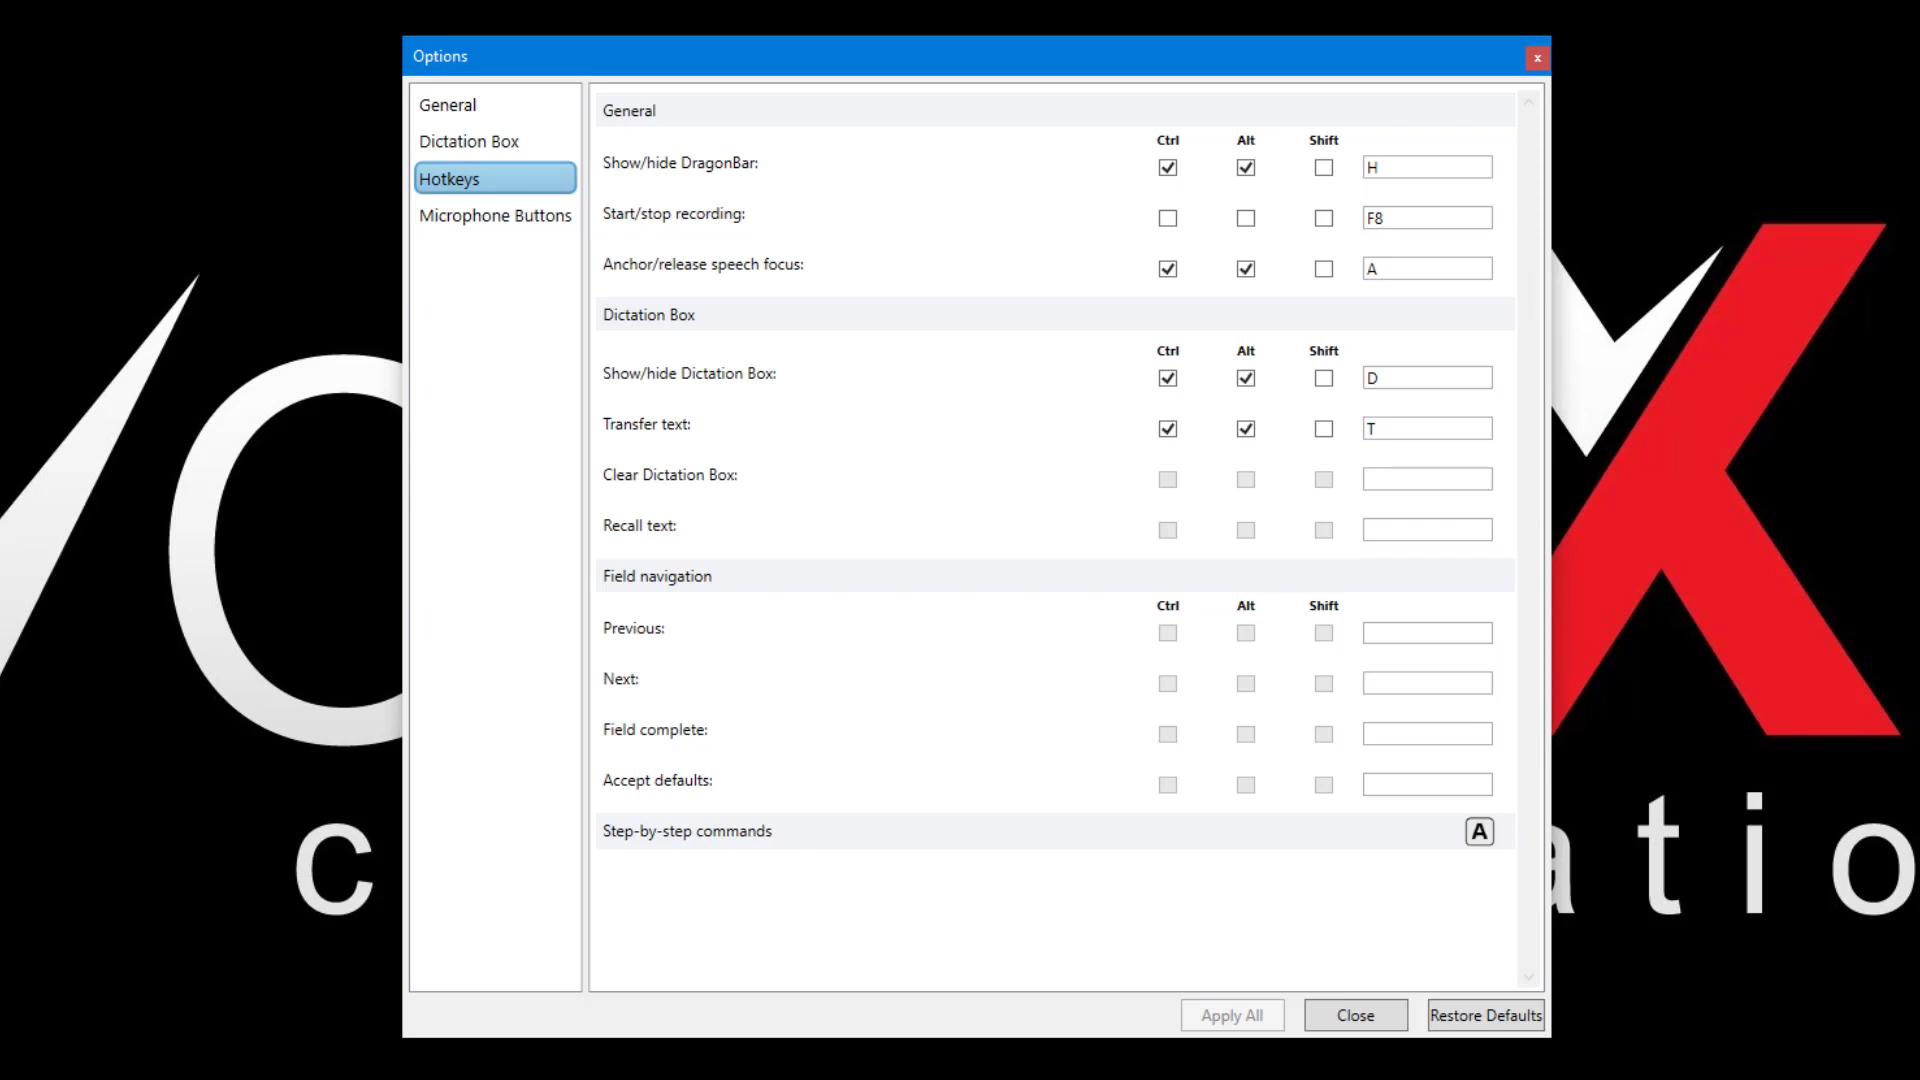 Options
x
General
Dictation Box
Hotkeys
Microphone Buttons
General
Ctrl Alt Shift
Show/hide DragonBar: H
Start/stop recording: F8
Anchor/release speech focus: A
Dictation Box
Ctrl Alt Shift
Show/hide Dictation Box: D
Transfer text: T
Clear Dictation Box:
Recall text:
Field navigation
Ctrl Alt Shift
Previous:
Next:
Field complete:
Accept defaults:
Step-by-step commands A
Apply All Close Restore Defaults